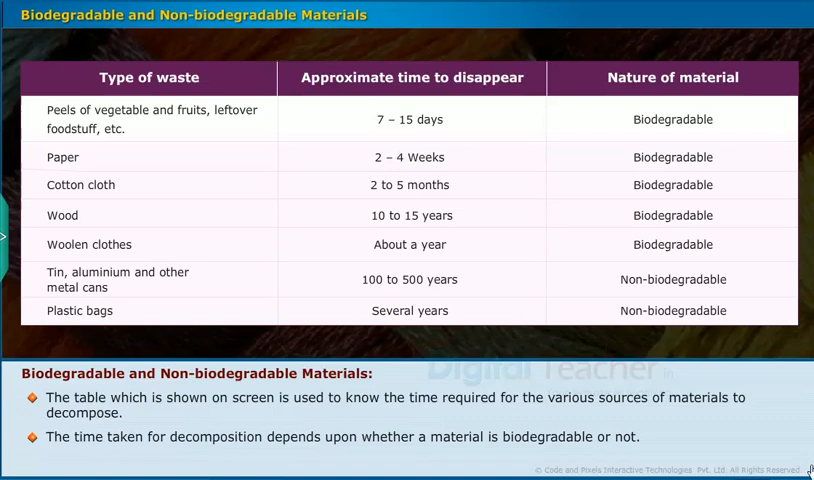 Biodegradable and Non-biodegradable Materials
Type of waste Approximate time to disappear Nature of material
Peels of vegetable and fruits, leftover
foodstuff, etc.
7 – 15 days Biodegradable
Paper 2 – 4 Weeks Biodegradable
Cotton cloth 2 to 5 months Biodegradable
Wood 10 to 15 years Biodegradable
Woolen clothes About a year Biodegradable
Tin, aluminium and other
metal cans
100 to 500 years Non-biodegradable
Plastic bags Several years Non-biodegradable
Digital Teacher in
Biodegradable and Non-biodegradable Materials:
The table which is shown on screen is used to know the time required for the various sources of materials to
decompose.
The time taken for decomposition depends upon whether a material is biodegradable or not.
© Code and Pixels Interactive Technologies Pvt. Ltd. All Rights Reserved.